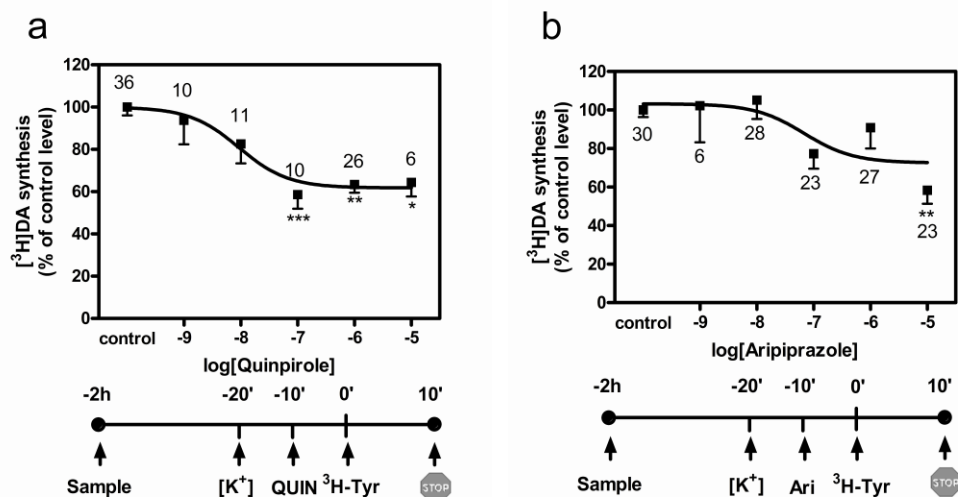 a
120
100
80
60
40
20
0
[³H]DA synthesis
(% of control level)
36
10
11
10
26
6
***
**
*
control
-9
-8
-7
-6
-5
log[Quinpirole]
-2h
-20'
-10'
0'
10'
Sample
[K⁺]
QUIN
³H-Tyr
STOP
b
120
100
80
60
40
20
0
[³H]DA synthesis
(% of control level)
30
6
28
23
27
**
23
control
-9
-8
-7
-6
-5
log[Aripiprazole]
-2h
-20'
-10'
0'
10'
Sample
[K⁺]
Ari
³H-Tyr
STOP